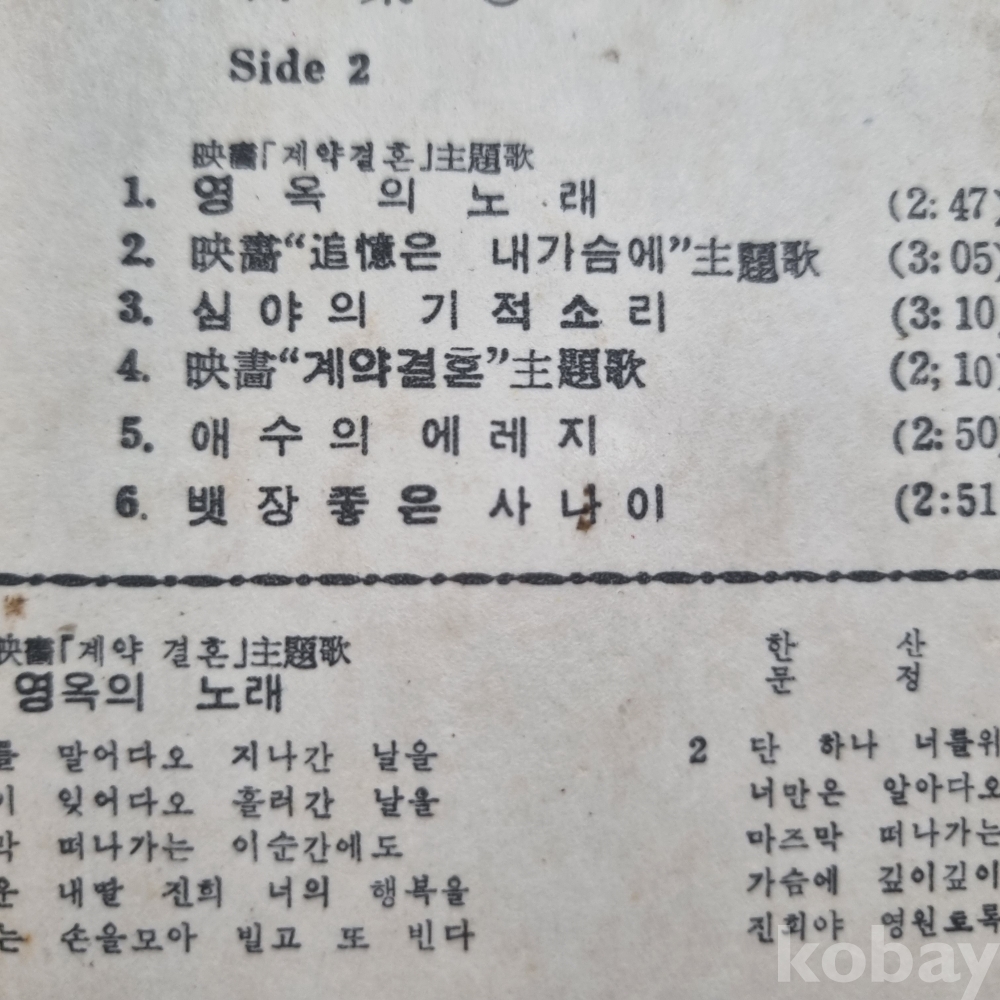 Side 2
映畵「계약결혼」主題歌
1. 영 옥 의 노 래 (2:47)
2. 映畵“追憶은 내가슴에”主題歌 (3:05)
3. 심 야 의 기 적 소 리 (3:10
4. 映畵“계약결혼”主題歌 (2;10)
5. 애 수 의 에 레 지 (2:50
6. 뱃 장 좋 은 사 나 이 (2:51
映畵「계약 결혼」主題歌
영옥의 노래
한 산
문 정
를 말어다오 지나간 날을
잊어다오 흘러간 날을
막 떠나가는 이순간에도
운 내딸 진희 너의 행복을
는 손을모아 빌고 또 빈다
2 단 하나 너를위
너만은 알아다오
마즈막 떠나가는
가슴에 깊이깊이
진희야 영원토록
kobay